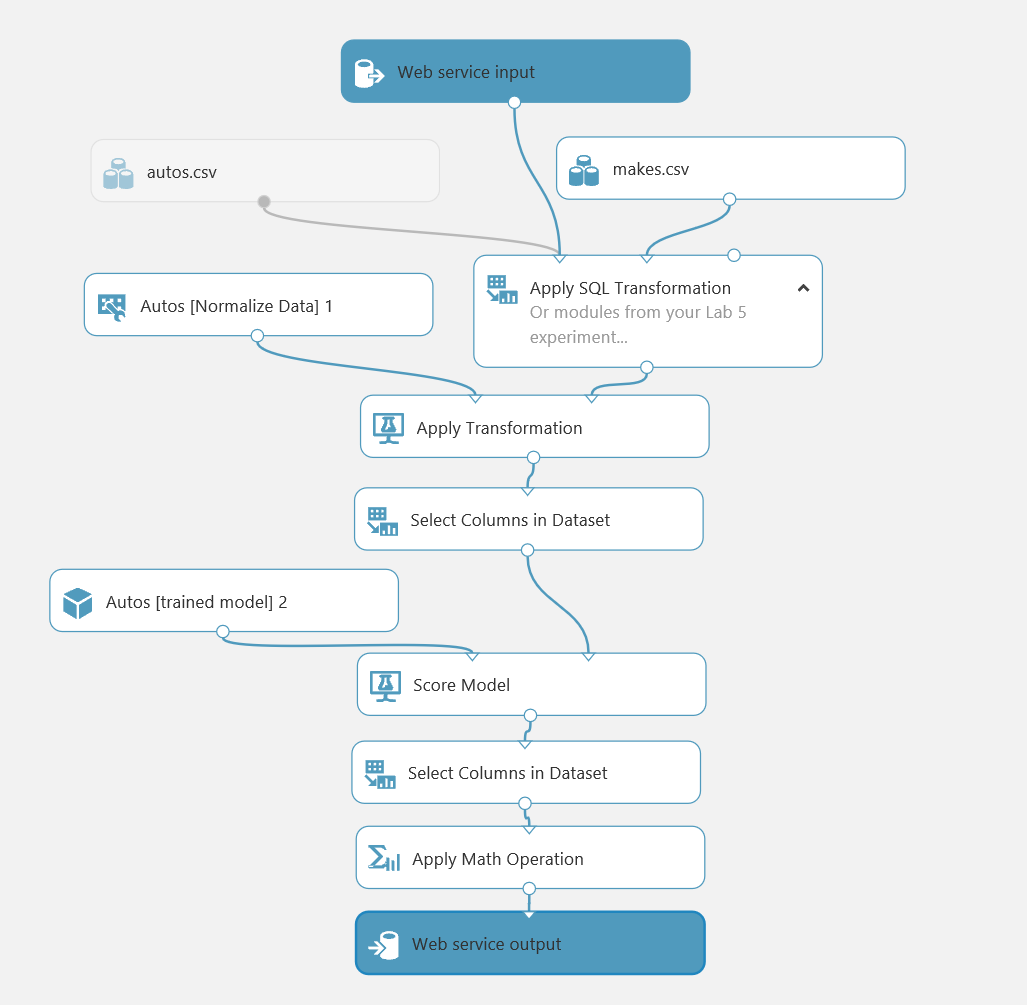 Web service input
autos.csv
makes.csv
Apply SQL Transformation
Or modules from your Lab 5
experiment...
Autos [Normalize Data] 1
Apply Transformation
Select Columns in Dataset
Autos [trained model] 2
Score Model
Select Columns in Dataset
Apply Math Operation
Web service output